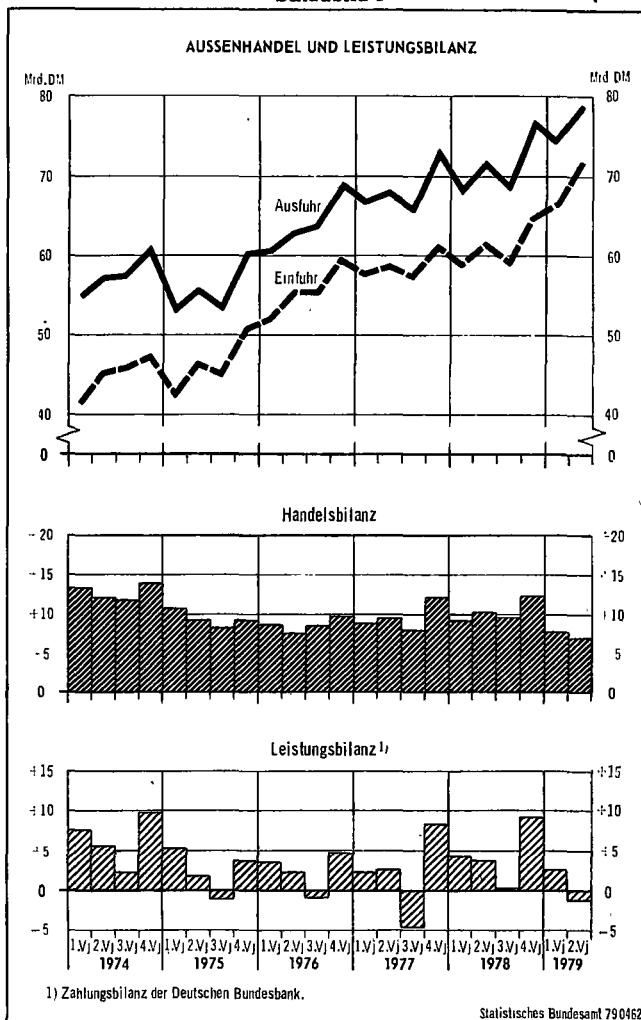 AUSSENHANDEL UND LEISTUNGSBILANZ
Mrd.DM Mrd.DM
80 80
70 70
Ausfuhr
60 60
Einfuhr
50 50
40 40
0 0
Handelsbilanz
+20 +20
+15 +15
+10 +10
+5 5
0 0
Leistungsbilanz 1)
+15 +15
+10 +10
+5 +5
0 0
-5 -5
1.Vj 2.Vj 3.Vj 4.Vj 1.Vj 2.Vj 3.Vj 4.Vj 1.Vj 2.Vj 3.Vj 4.Vj 1.Vj 2.Vj 3.Vj 4.Vj 1.Vj 2.Vj 3.Vj 4.Vj 1.Vj 2.Vj
1974 1975 1976 1977 1978 1979
1) Zahlungsbilanz der Deutschen Bundesbank.
Statistisches Bundesamt 790462